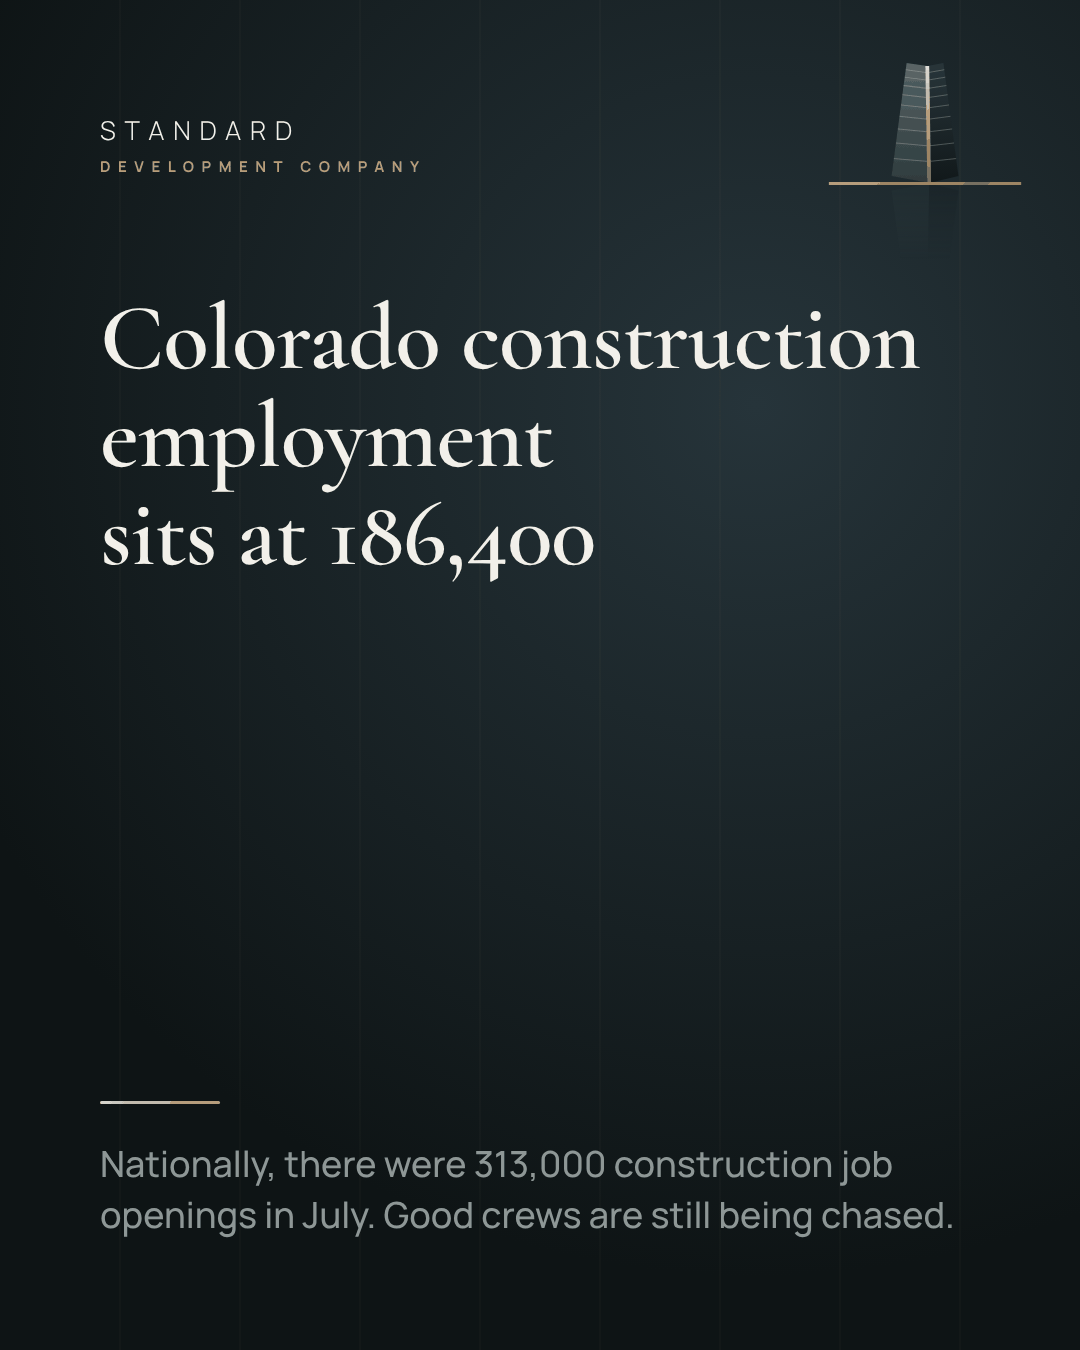 STANDARD
DEVELOPMENT COMPANY
Colorado construction
employment
sits at 186,400
Nationally, there were 313,000 construction job
openings in July. Good crews are still being chased.